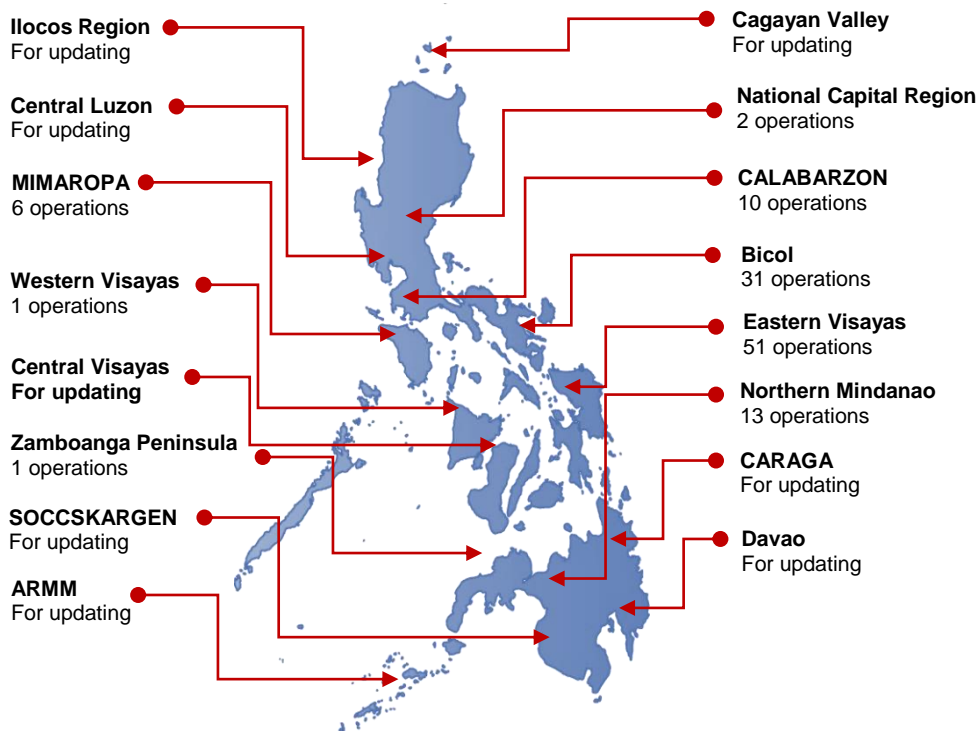 Ilocos Region
For updating
Central Luzon
For updating
MIMAROPA
6 operations
Western Visayas
1 operations
Central Visayas
For updating
Zamboanga Peninsula
1 operations
SOCCSKARGEN
For updating
ARMM
For updating
Cagayan Valley
For updating
National Capital Region
2 operations
CALABARZON
10 operations
Bicol
31 operations
Eastern Visayas
51 operations
Northern Mindanao
13 operations
CARAGA
For updating
Davao
For updating